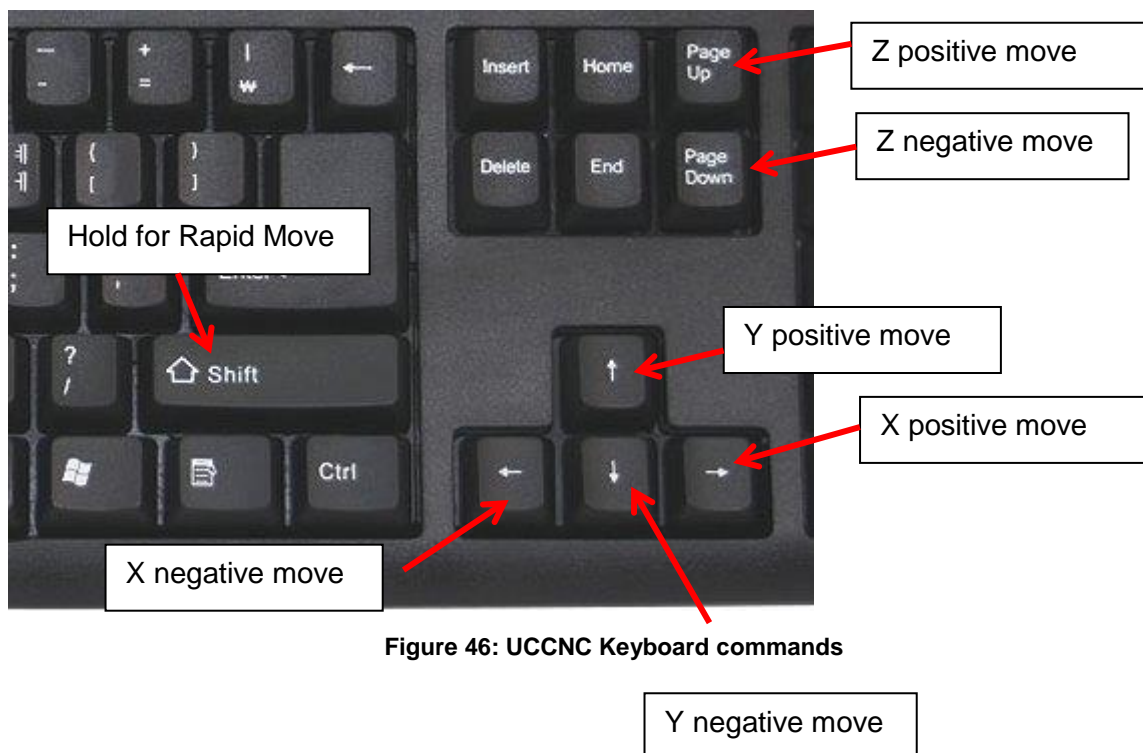 Z positive move
— + | ←
- = ₩
Insert Home Page
Up
Z negative move
ㅖ { }
ㅔ [ ]
Delete End Page
Down
Hold for Rapid Move
:
;
'
Y positive move
?
/
Shift
↑
X positive move
Ctrl
← ↓ →
X negative move
Figure 46: UCCNC Keyboard commands
Y negative move